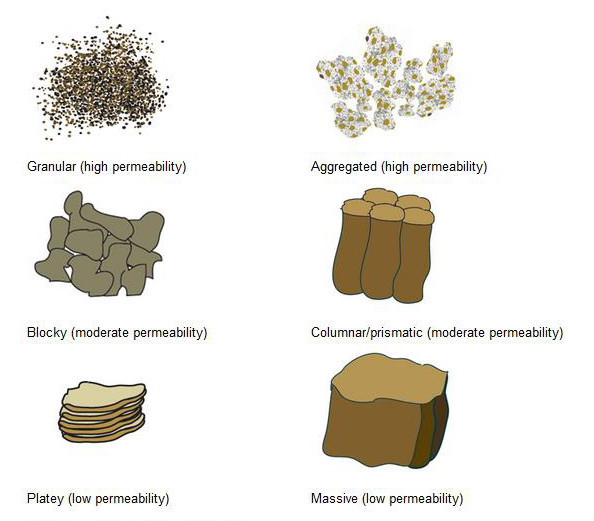 Granular (high permeability)
Aggregated (high permeability)
Blocky (moderate permeability)
Columnar/prismatic (moderate permeability)
Platey (low permeability)
Massive (low permeability)